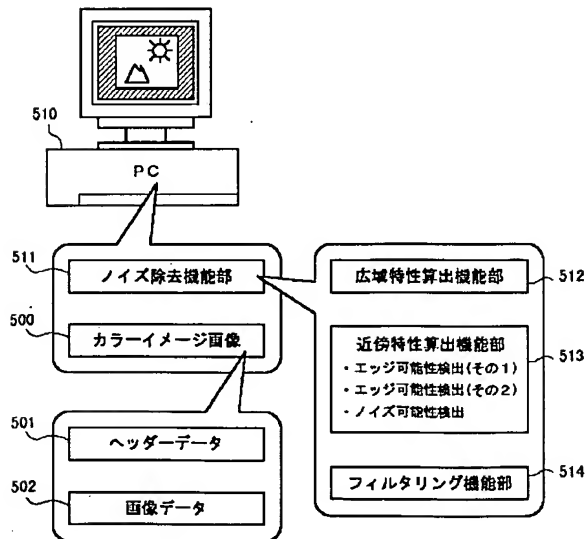 510
PC
511
ノイズ除去機能部
500
カラーイメージ画像
501
ヘッダーデータ
502
画像データ
広域特性算出機能部
512
近傍特性算出機能部
・エッジ可能性検出(その1)
・エッジ可能性検出(その2)
・ノイズ可能性検出
513
フィルタリング機能部
514